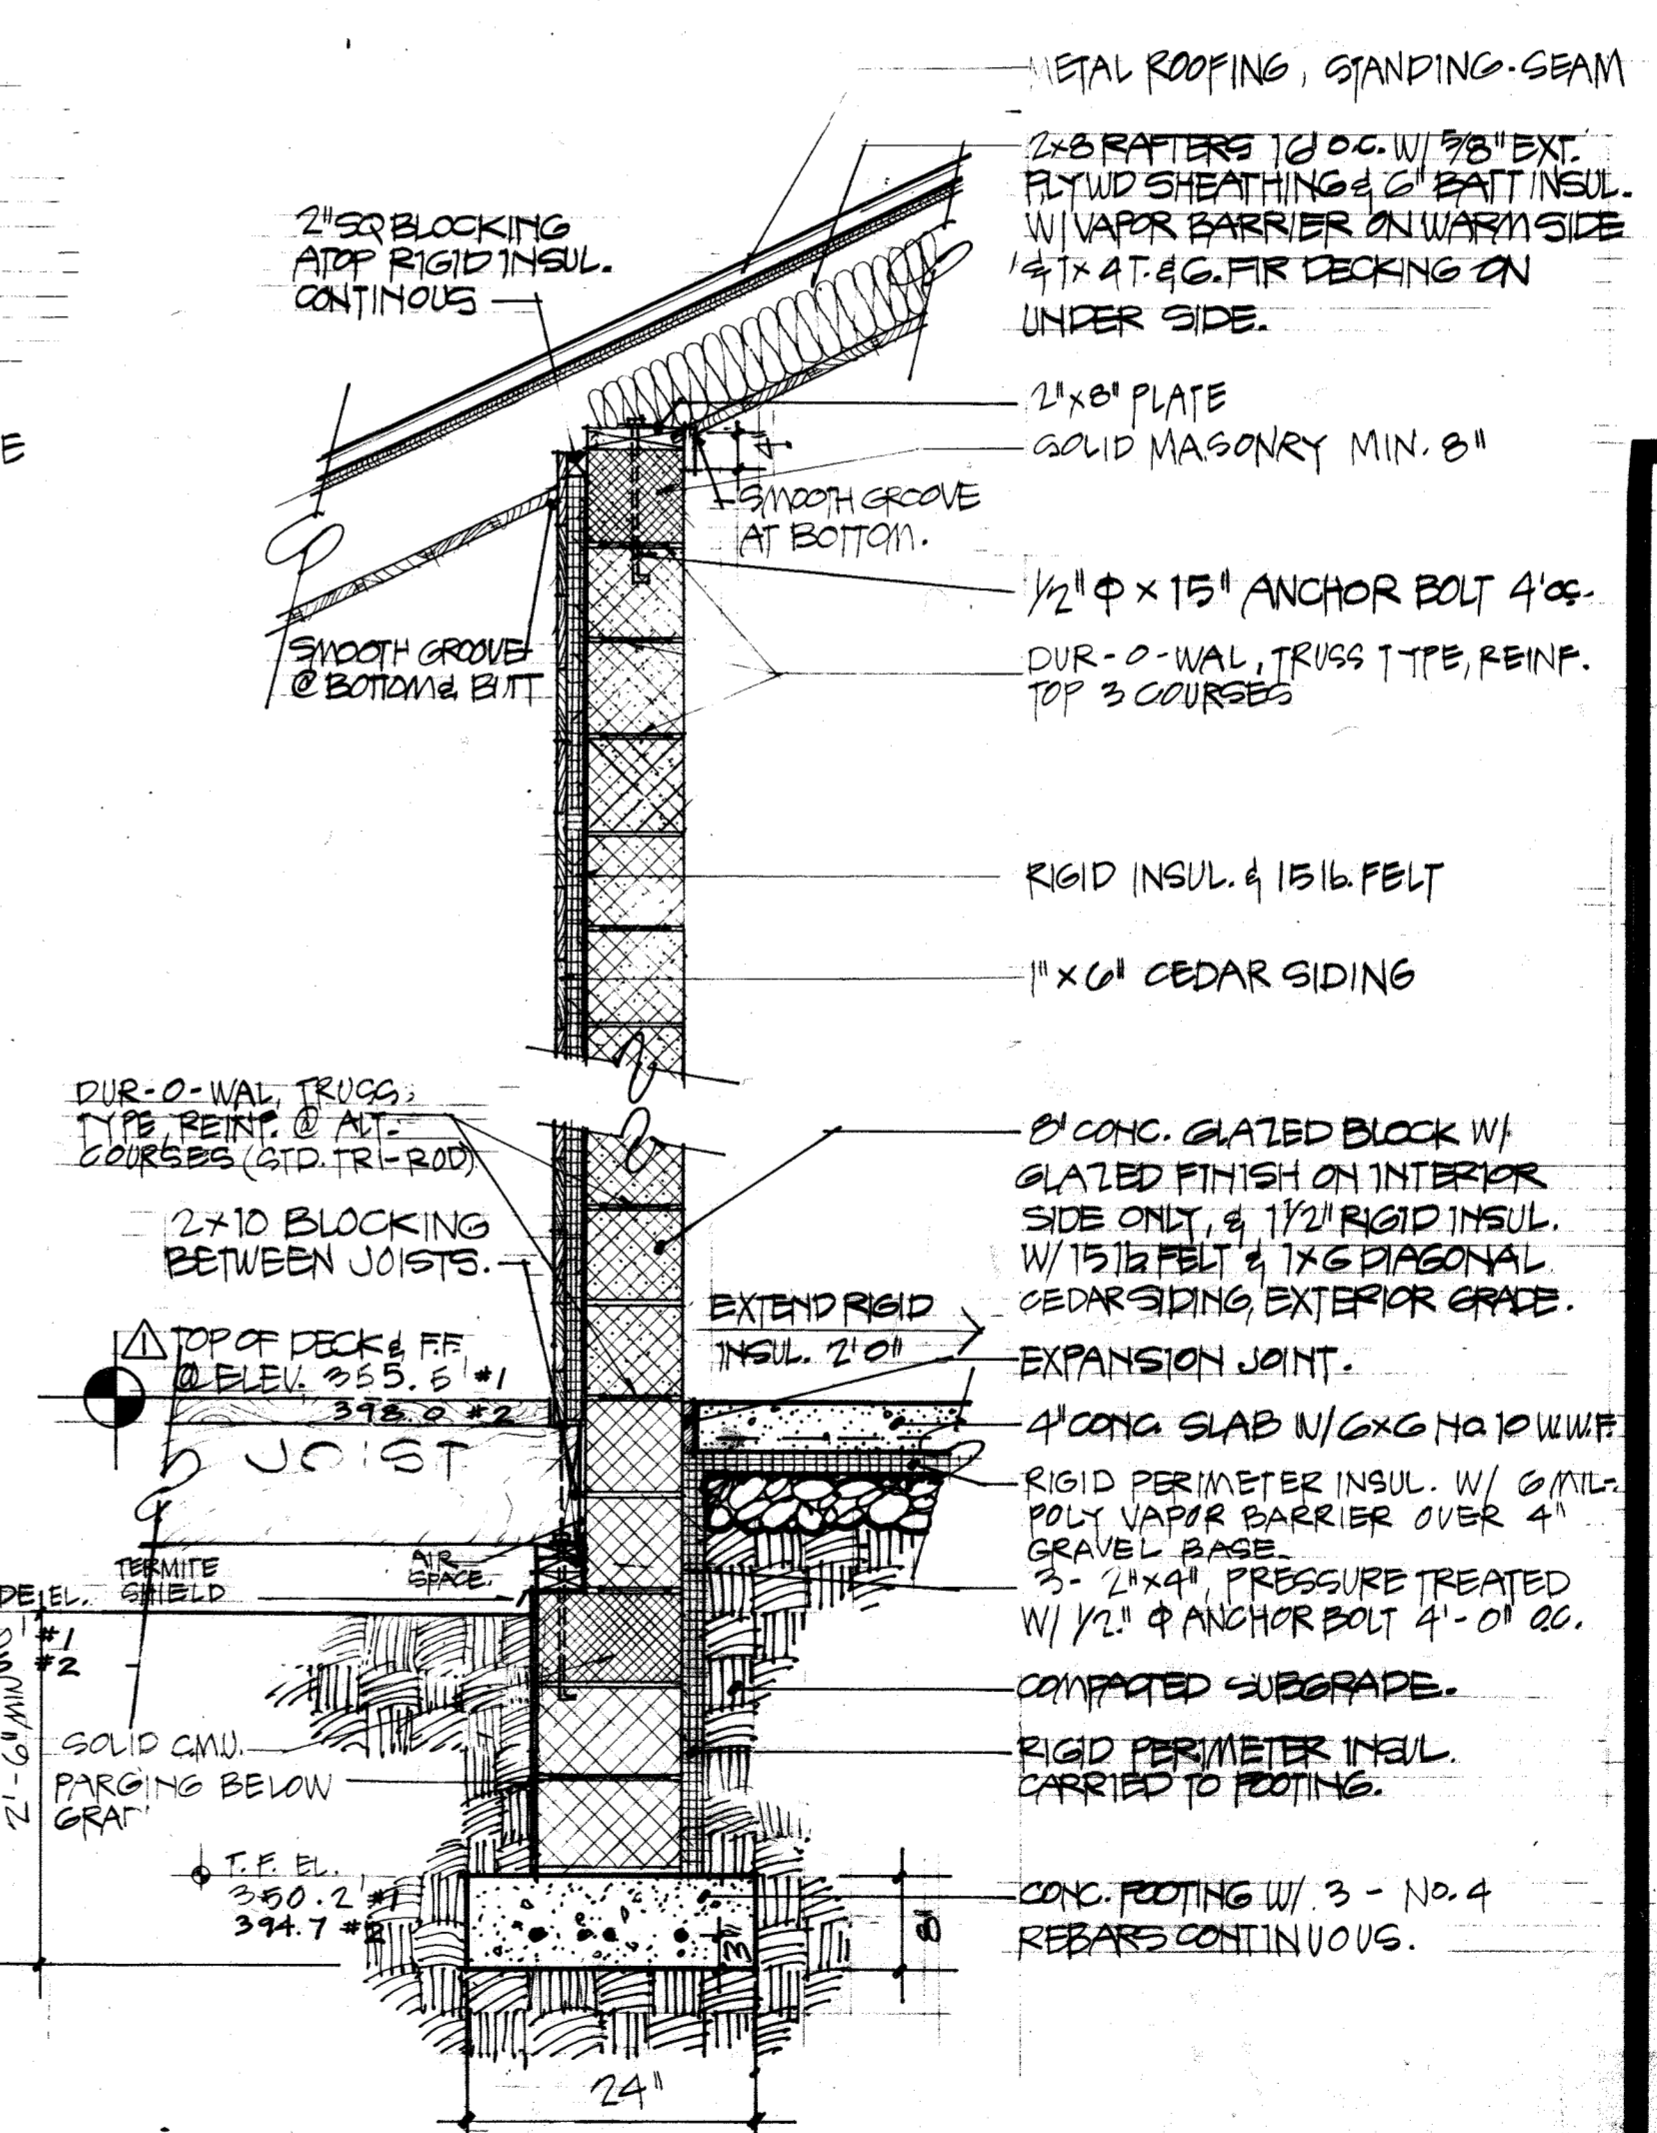 METAL ROOFING, STANDING-SEAM
2x8 RAFTERS 16 O.C. W/ 5/8" EXT.
PLYWD SHEATHING & 6" BATT INSUL.
W/ VAPOR BARRIER ON WARM SIDE
& 1x4 T.&G. FIR DECKING ON
UNDER SIDE.
2" SQ BLOCKING
ATOP RIGID INSUL.
CONTINOUS
2"x8" PLATE
SOLID MASONRY MIN. 8"
E
4"
SMOOTH GROOVE
AT BOTTOM.
1/2" Φ x 15" ANCHOR BOLT 4' OC.
SMOOTH GROOVE
@ BOTTOM & BUTT
DUR-O-WAL, TRUSS TYPE, REINF.
TOP 3 COURSES
RIGID INSUL. & 15 lb. FELT
1" x 6" CEDAR SIDING
DUR-O-WAL, TRUSS,
TYPE, REINF. @ ALT.
COURSES (STD. TRI-ROD)
8" CONC. GLAZED BLOCK W/
GLAZED FINISH ON INTERIOR
SIDE ONLY, & 1 1/2" RIGID INSUL.
W/ 15 lb FELT & 1x6 DIAGONAL
CEDAR SIDING, EXTERIOR GRADE.
2x10 BLOCKING
BETWEEN JOISTS.
EXTEND RIGID
INSUL. 2'0"
EXPANSION JOINT.
1 TOP OF DECK & F.F.
@ ELEV. 355.5' #1
398.0 #2
JOIST
4" CONC. SLAB W/ 6x6 NO. 10 W.W.F.
RIGID PERIMETER INSUL. W/ 6 MIL-
POLY VAPOR BARRIER OVER 4"
GRAVEL BASE.
3- 2"x4", PRESSURE TREATED
W/ 1/2" Φ ANCHOR BOLT 4'-0" O.C.
AIR
SPACE.
TERMITE
SHIELD
DE EL.
#1
#2
2'-6" MIN
COMPACTED SUBGRADE.
SOLID C.M.U.
PARGING BELOW
GRA
RIGID PERIMETER INSUL.
CARRIED TO FOOTING.
T.F. EL.
350.2' #1
394.7 #2
CONC. FOOTING W/ 3 - NO. 4
REBARS CONTINUOUS.
3"
8"
24"